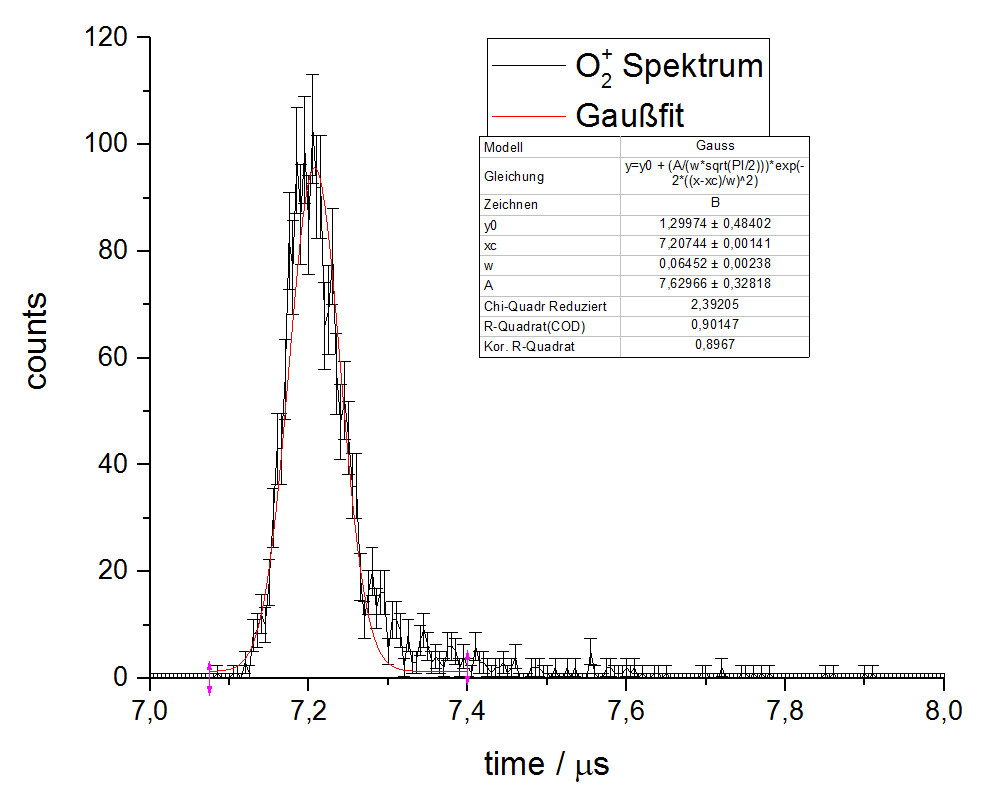 120
100
80
60
40
20
0
counts
7,0
7,2
7,4
7,6
7,8
8,0
time / μs
O₂⁺ Spektrum
Gaußfit
Modell Gauss
Gleichung y=y0 + (A/(w*sqrt(PI/2)))*exp(-
2*((x-xc)/w)^2)
Zeichnen B
y0 1,29974 ± 0,48402
xc 7,20744 ± 0,00141
w 0,06452 ± 0,00238
A 7,62966 ± 0,32818
Chi-Quadr Reduziert 2,39205
R-Quadrat(COD) 0,90147
Kor. R-Quadrat 0,8967